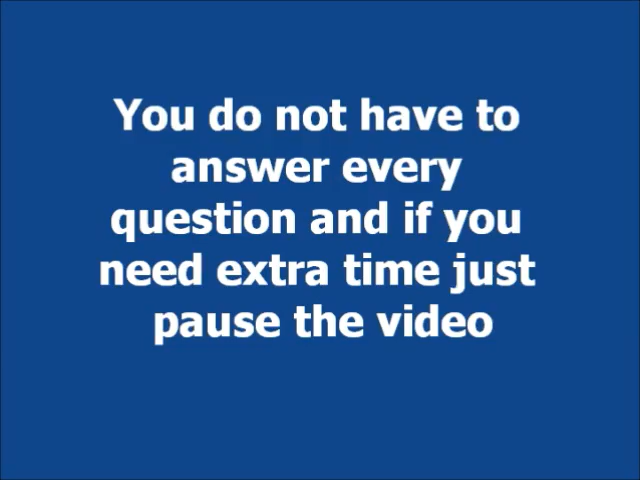 You do not have to
answer every
question and if you
need extra time just
pause the video